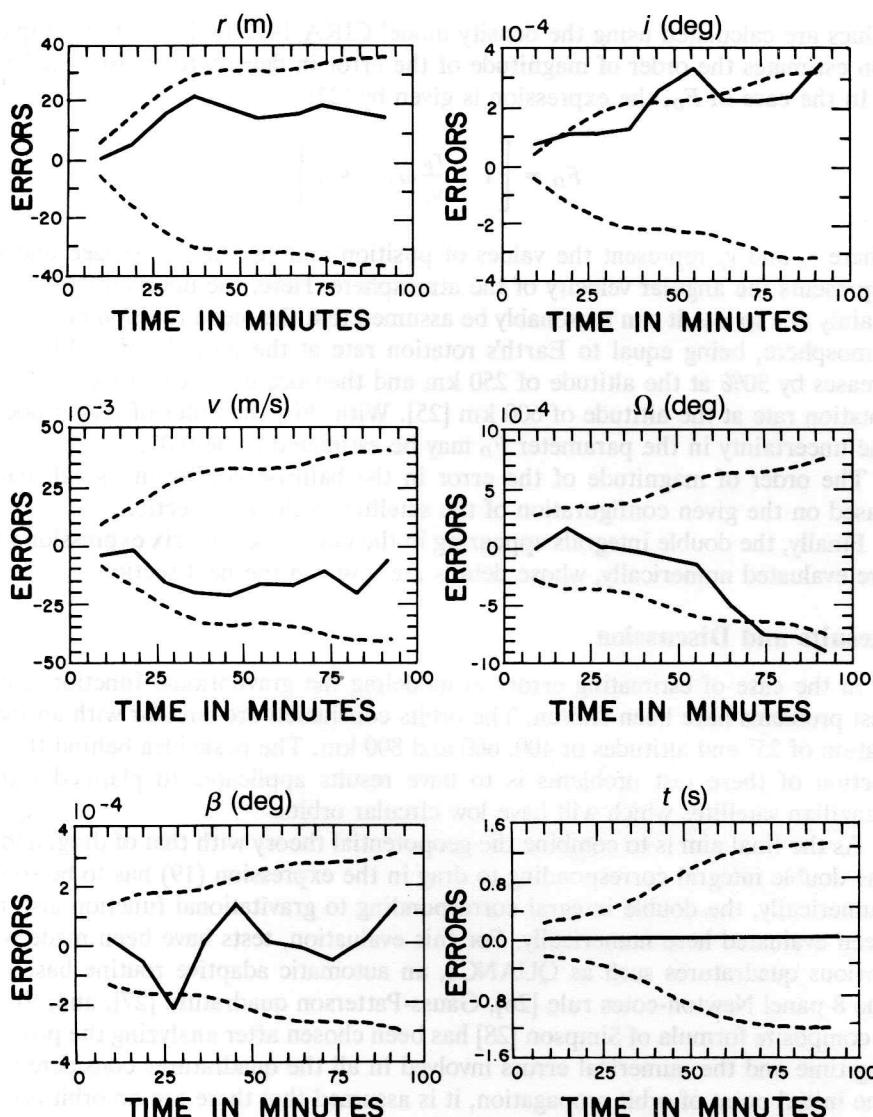 r (m)
40
20
0
-20
-40
ERRORS
0 25 50 75 100
TIME IN MINUTES
i (deg)
10⁻⁴
4
2
0
-2
-4
ERRORS
0 25 50 75 100
TIME IN MINUTES
v (m/s)
10⁻³
50
25
0
-25
-50
ERRORS
0 25 50 75 100
TIME IN MINUTES
Ω (deg)
10⁻⁴
10
5
0
-5
-10
ERRORS
0 25 50 75 100
TIME IN MINUTES
β (deg)
10⁻⁴
4
2
0
-2
-4
ERRORS
0 25 50 75 100
TIME IN MINUTES
t (s)
1.6
0.8
0.0
-0.8
-1.6
ERRORS
0 25 50 75 100
TIME IN MINUTES